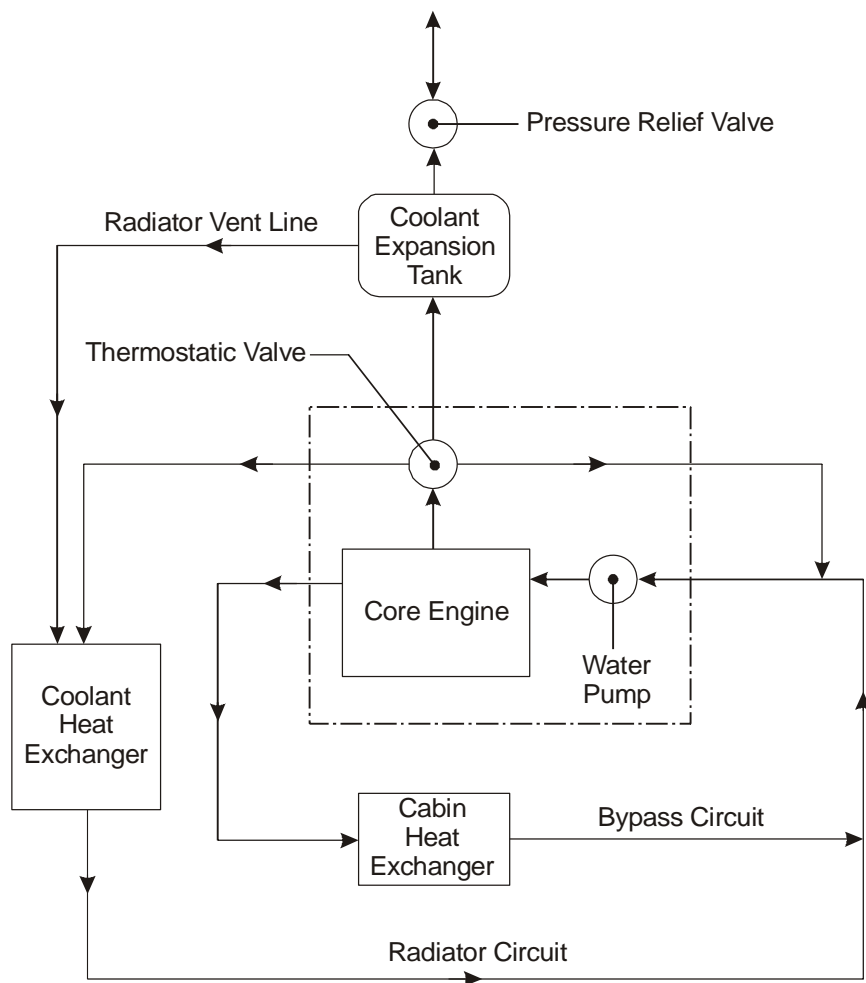 Pressure Relief Valve
Radiator Vent Line
Coolant
Expansion
Tank
Thermostatic Valve
Core Engine
Water
Pump
Coolant
Heat
Exchanger
Cabin
Heat
Exchanger
Bypass Circuit
Radiator Circuit